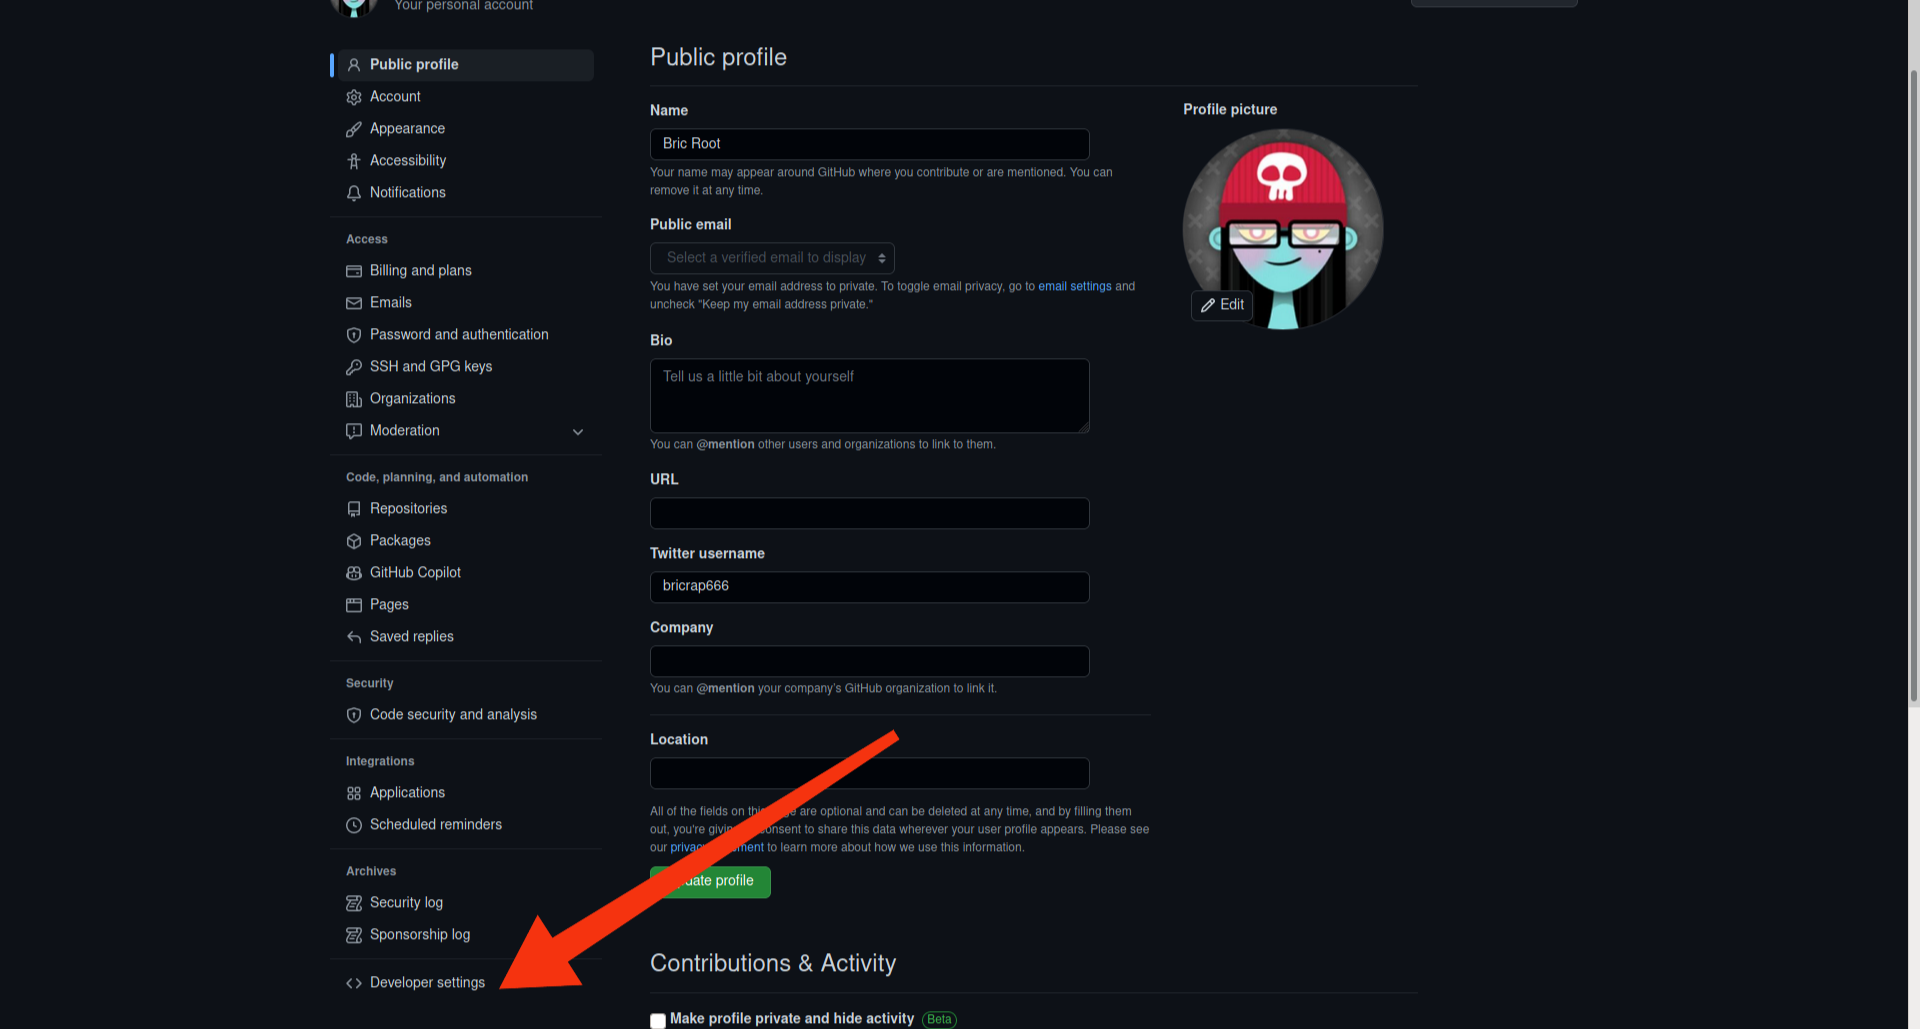 Your personal account
Public profile
Account
Appearance
Accessibility
Notifications
Access
Billing and plans
Emails
Password and authentication
SSH and GPG keys
Organizations
Moderation
Code, planning, and automation
Repositories
Packages
GitHub Copilot
Pages
Saved replies
Security
Code security and analysis
Integrations
Applications
Scheduled reminders
Archives
Security log
Sponsorship log
Developer settings
Public profile
Name
Bric Root
Your name may appear around GitHub where you contribute or are mentioned. You can
remove it at any time.
Public email
Select a verified email to display
You have set your email address to private. To toggle email privacy, go to email settings and
uncheck "Keep my email address private."
Bio
Tell us a little bit about yourself
You can @mention other users and organizations to link to them.
URL
Twitter username
bricrap666
Company
You can @mention your company's GitHub organization to link it.
Location
All of the fields on are optional and can be deleted at any time, and by filling them
out, you're consent to share this data wherever your user profile appears. Please see
our to learn more about how we use this information.
profile
Profile picture
Edit
Contributions & Activity
Make profile private and hide activity Beta